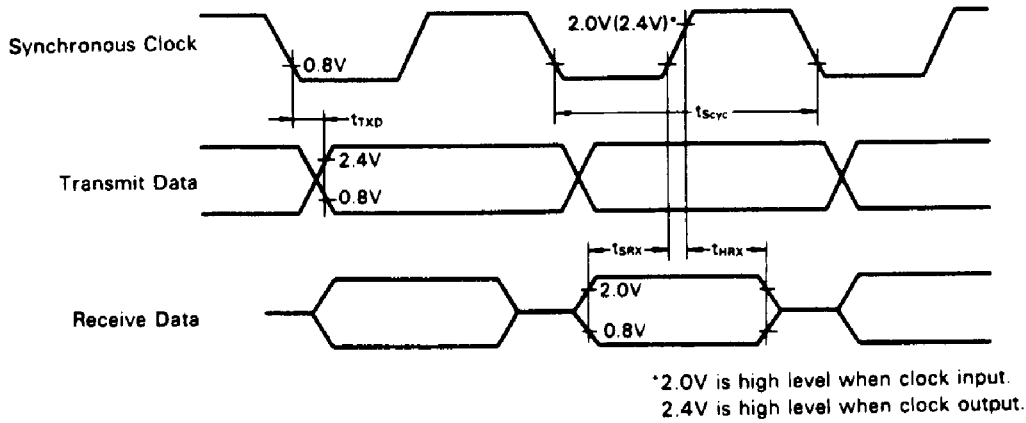 Synchronous Clock
2.0V(2.4V)*
0.8V
tTXD
tScyc
Transmit Data
2.4V
0.8V
tSRX
tHRX
Receive Data
2.0V
0.8V
*2.0V is high level when clock input.
2.4V is high level when clock output.